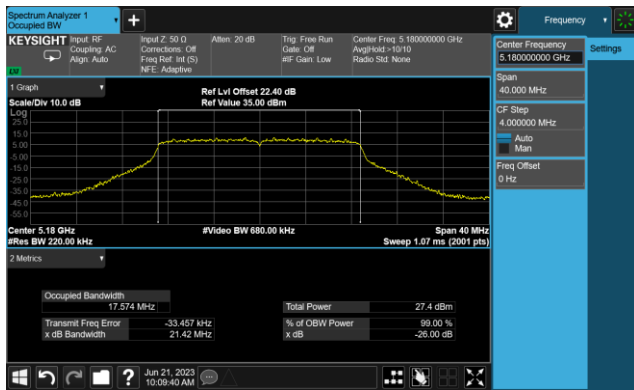 Spectrum Analyzer 1
Occupied BW
Frequency
KEYSIGHT
Input: RF
Coupling: AC
Align: Auto
Input Z: 50 Ω
Corrections: Off
Freq Ref: Int (S)
NFE: Adaptive
Atten: 20 dB
Trig: Free Run
Gate: Off
#IF Gain: Low
Center Freq: 5.180000000 GHz
Avg|Hold:>10/10
Radio Std: None
1 Graph
Scale/Div 10.0 dB
Ref Lvl Offset 22.40 dB
Ref Value 35.00 dBm
Log
25.0
15.0
5.00
-5.00
-15.0
-25.0
-35.0
-45.0
-55.0
Center 5.18 GHz
#Res BW 220.00 kHz
#Video BW 680.00 kHz
Span 40 MHz
Sweep 1.07 ms (2001 pts)
2 Metrics
Occupied Bandwidth
17.574 MHz
Total Power 27.4 dBm
Transmit Freq Error -33.457 kHz
% of OBW Power 99.00 %
x dB Bandwidth 21.42 MHz
x dB -26.00 dB
Jun 21, 2023
10:09:40 AM
Center Frequency
5.180000000 GHz
Settings
Span
40.000 MHz
CF Step
4.000000 MHz
Auto
Man
Freq Offset
0 Hz